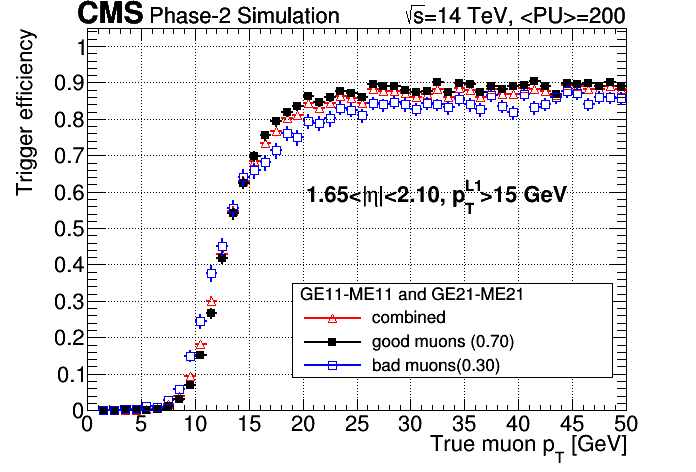 CMS Phase-2 Simulation √s=14 TeV, <PU>=200
Trigger efficiency
1
0.9
0.8
0.7
0.6
0.5
0.4
0.3
0.2
0.1
0
1.65<|η|<2.10, p_T^L1>15 GeV
GE11-ME11 and GE21-ME21
combined
good muons (0.70)
bad muons(0.30)
0 5 10 15 20 25 30 35 40 45 50
True muon p_T [GeV]